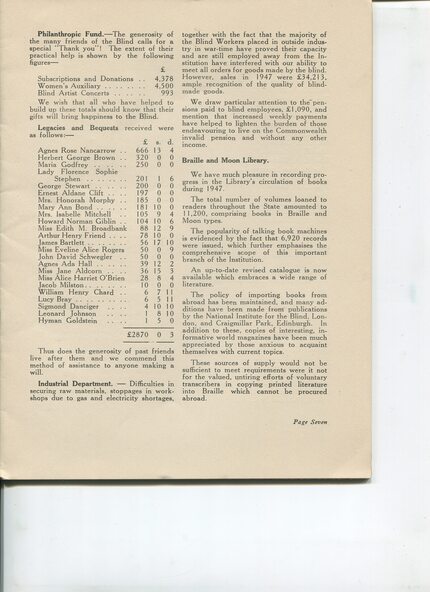 Philanthropic Fund.—The generosity of
the many friends of the Blind calls for a
special "Thank you"! The extent of their
practical help is shown by the following
figures—
£
Subscriptions and Donations . . 4,378
Women's Auxiliary . . . . . . . 4,500
Blind Artist Concerts . . . . . 993
We wish that all who have helped to
build up these totals should know that their
gifts will bring happiness to the Blind.
Legacies and Bequests received were
as follows:—
£ s. d.
Agnes Rose Nancarrow . . 666 13 4
Herbert George Brown . . 320 0 0
Maria Godfrey . . . . . . 250 0 0
Lady Florence Sophie
Stephen . . . . . . . . 201 1 6
George Stewart . . . . . 200 0 0
Ernest Aldane Clift . . . 197 0 0
Mrs. Honorah Morphy . . 185 0 0
Mary Ann Bond . . . . . 181 10 0
Mrs. Isabelle Mitchell . . 105 9 4
Howard Norman Giblin . . 104 10 6
Miss Edith M. Broadbank 88 12 9
Arthur Henry Friend . . . 78 10 0
James Bartlett . . . . . . 56 17 10
Miss Eveline Alice Rogers 50 0 9
John David Schwegler . . 50 0 0
Agnes Ada Hall . . . . . 39 12 2
Miss Jane Aldcorn . . . . 36 15 3
Miss Alice Harriet O'Brien 28 8 4
Jacob Milston . . . . . . 10 0 0
William Henry Chard . . 6 7 11
Lucy Bray . . . . . . . . 6 5 11
Sigmond Danciger . . . . 4 10 10
Leonard Johnson . . . . 1 8 10
Hyman Goldstein . . . . 1 5 0
£2870 0 3
Thus does the generosity of past friends
live after them and we commend this
method of assistance to anyone making a
will.
Industrial Department. — Difficulties in
securing raw materials, stoppages in work-
shops due to gas and electricity shortages,
together with the fact that the majority of
the Blind Workers placed in outside indus-
try in war-time have proved their capacity
and are still employed away from the In-
stitution have interfered with our ability to
meet all orders for goods made by the blind.
However, sales in 1947 were £34,213,
ample recognition of the quality of blind-
made goods.
We draw particular attention to the pen-
sions paid to blind employees, £1,090, and
mention that increased weekly payments
have helped to lighten the burden of those
endeavouring to live on the Commonwealth
invalid pension and without any other
income.
Braille and Moon Library.
We have much pleasure in recording pro-
gress in the Library's circulation of books
during 1947.
The total number of volumes loaned to
readers throughout the State amounted to
11,200, comprising books in Braille and
Moon types.
The popularity of talking book machines
is evidenced by the fact that 6,920 records
were issued, which further emphasises the
comprehensive scope of this important
branch of the Institution.
An up-to-date revised catalogue is now
available which embraces a wide range of
literature.
The policy of importing books from
abroad has been maintained, and many ad-
ditions have been made from publications
by the National Institute for the Blind, Lon-
don, and Craigmillar Park, Edinburgh. In
addition to these, copies of interesting, in-
formative world magazines have been much
appreciated by those anxious to acquaint
themselves with current topics.
These sources of supply would not be
sufficient to meet requirements were it not
for the valued, untiring efforts of voluntary
transcribers in copying printed literature
into Braille which cannot be procured
abroad.
Page Seven